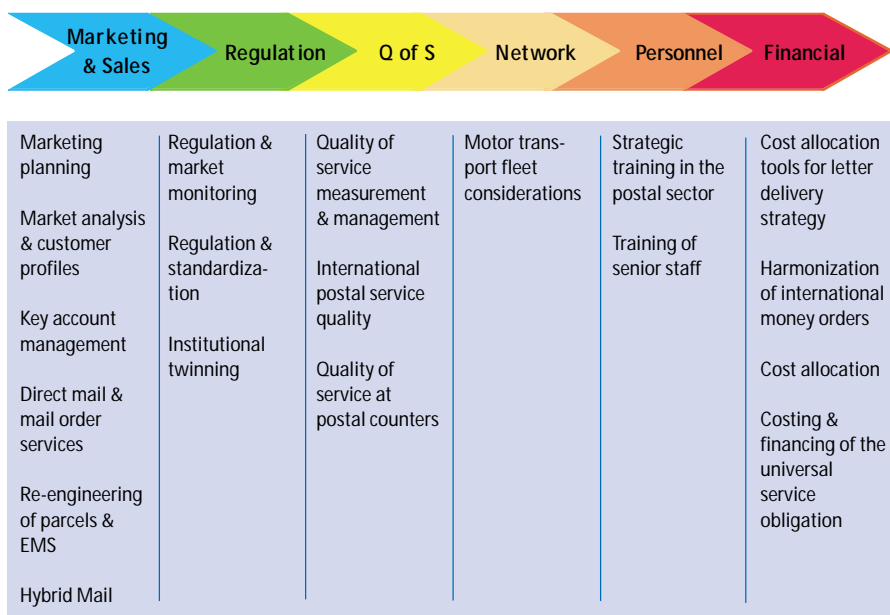 Marketing
& Sales
Regulation
Q of S
Network
Personnel
Financial
Marketing
planning
Market analysis
& customer
profiles
Key account
management
Direct mail &
mail order
services
Re-engineering
of parcels &
EMS
Hybrid Mail
Regulation &
market
monitoring
Regulation &
standardiza-
tion
Institutional
twinning
Quality of
service
measurement
& management
International
postal service
quality
Quality of
service at
postal counters
Motor trans-
port fleet
considerations
Strategic
training in the
postal sector
Training of
senior staff
Cost allocation
tools for letter
delivery
strategy
Harmonization
of international
money orders
Cost allocation
Costing &
financing of the
universal
service
obligation